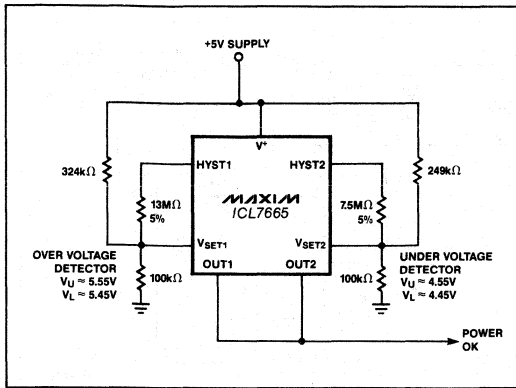 +5V SUPPLY
V+
HYST1 HYST2
324kΩ
249kΩ
13MΩ
5%
MAXIM
ICL7665
7.5MΩ
5%
VSET1 VSET2
OUT1 OUT2
OVER VOLTAGE
DETECTOR
VU ≈ 5.55V
VL ≈ 5.45V
100kΩ
100kΩ
UNDER VOLTAGE
DETECTOR
VU ≈ 4.55V
VL ≈ 4.45V
POWER
OK